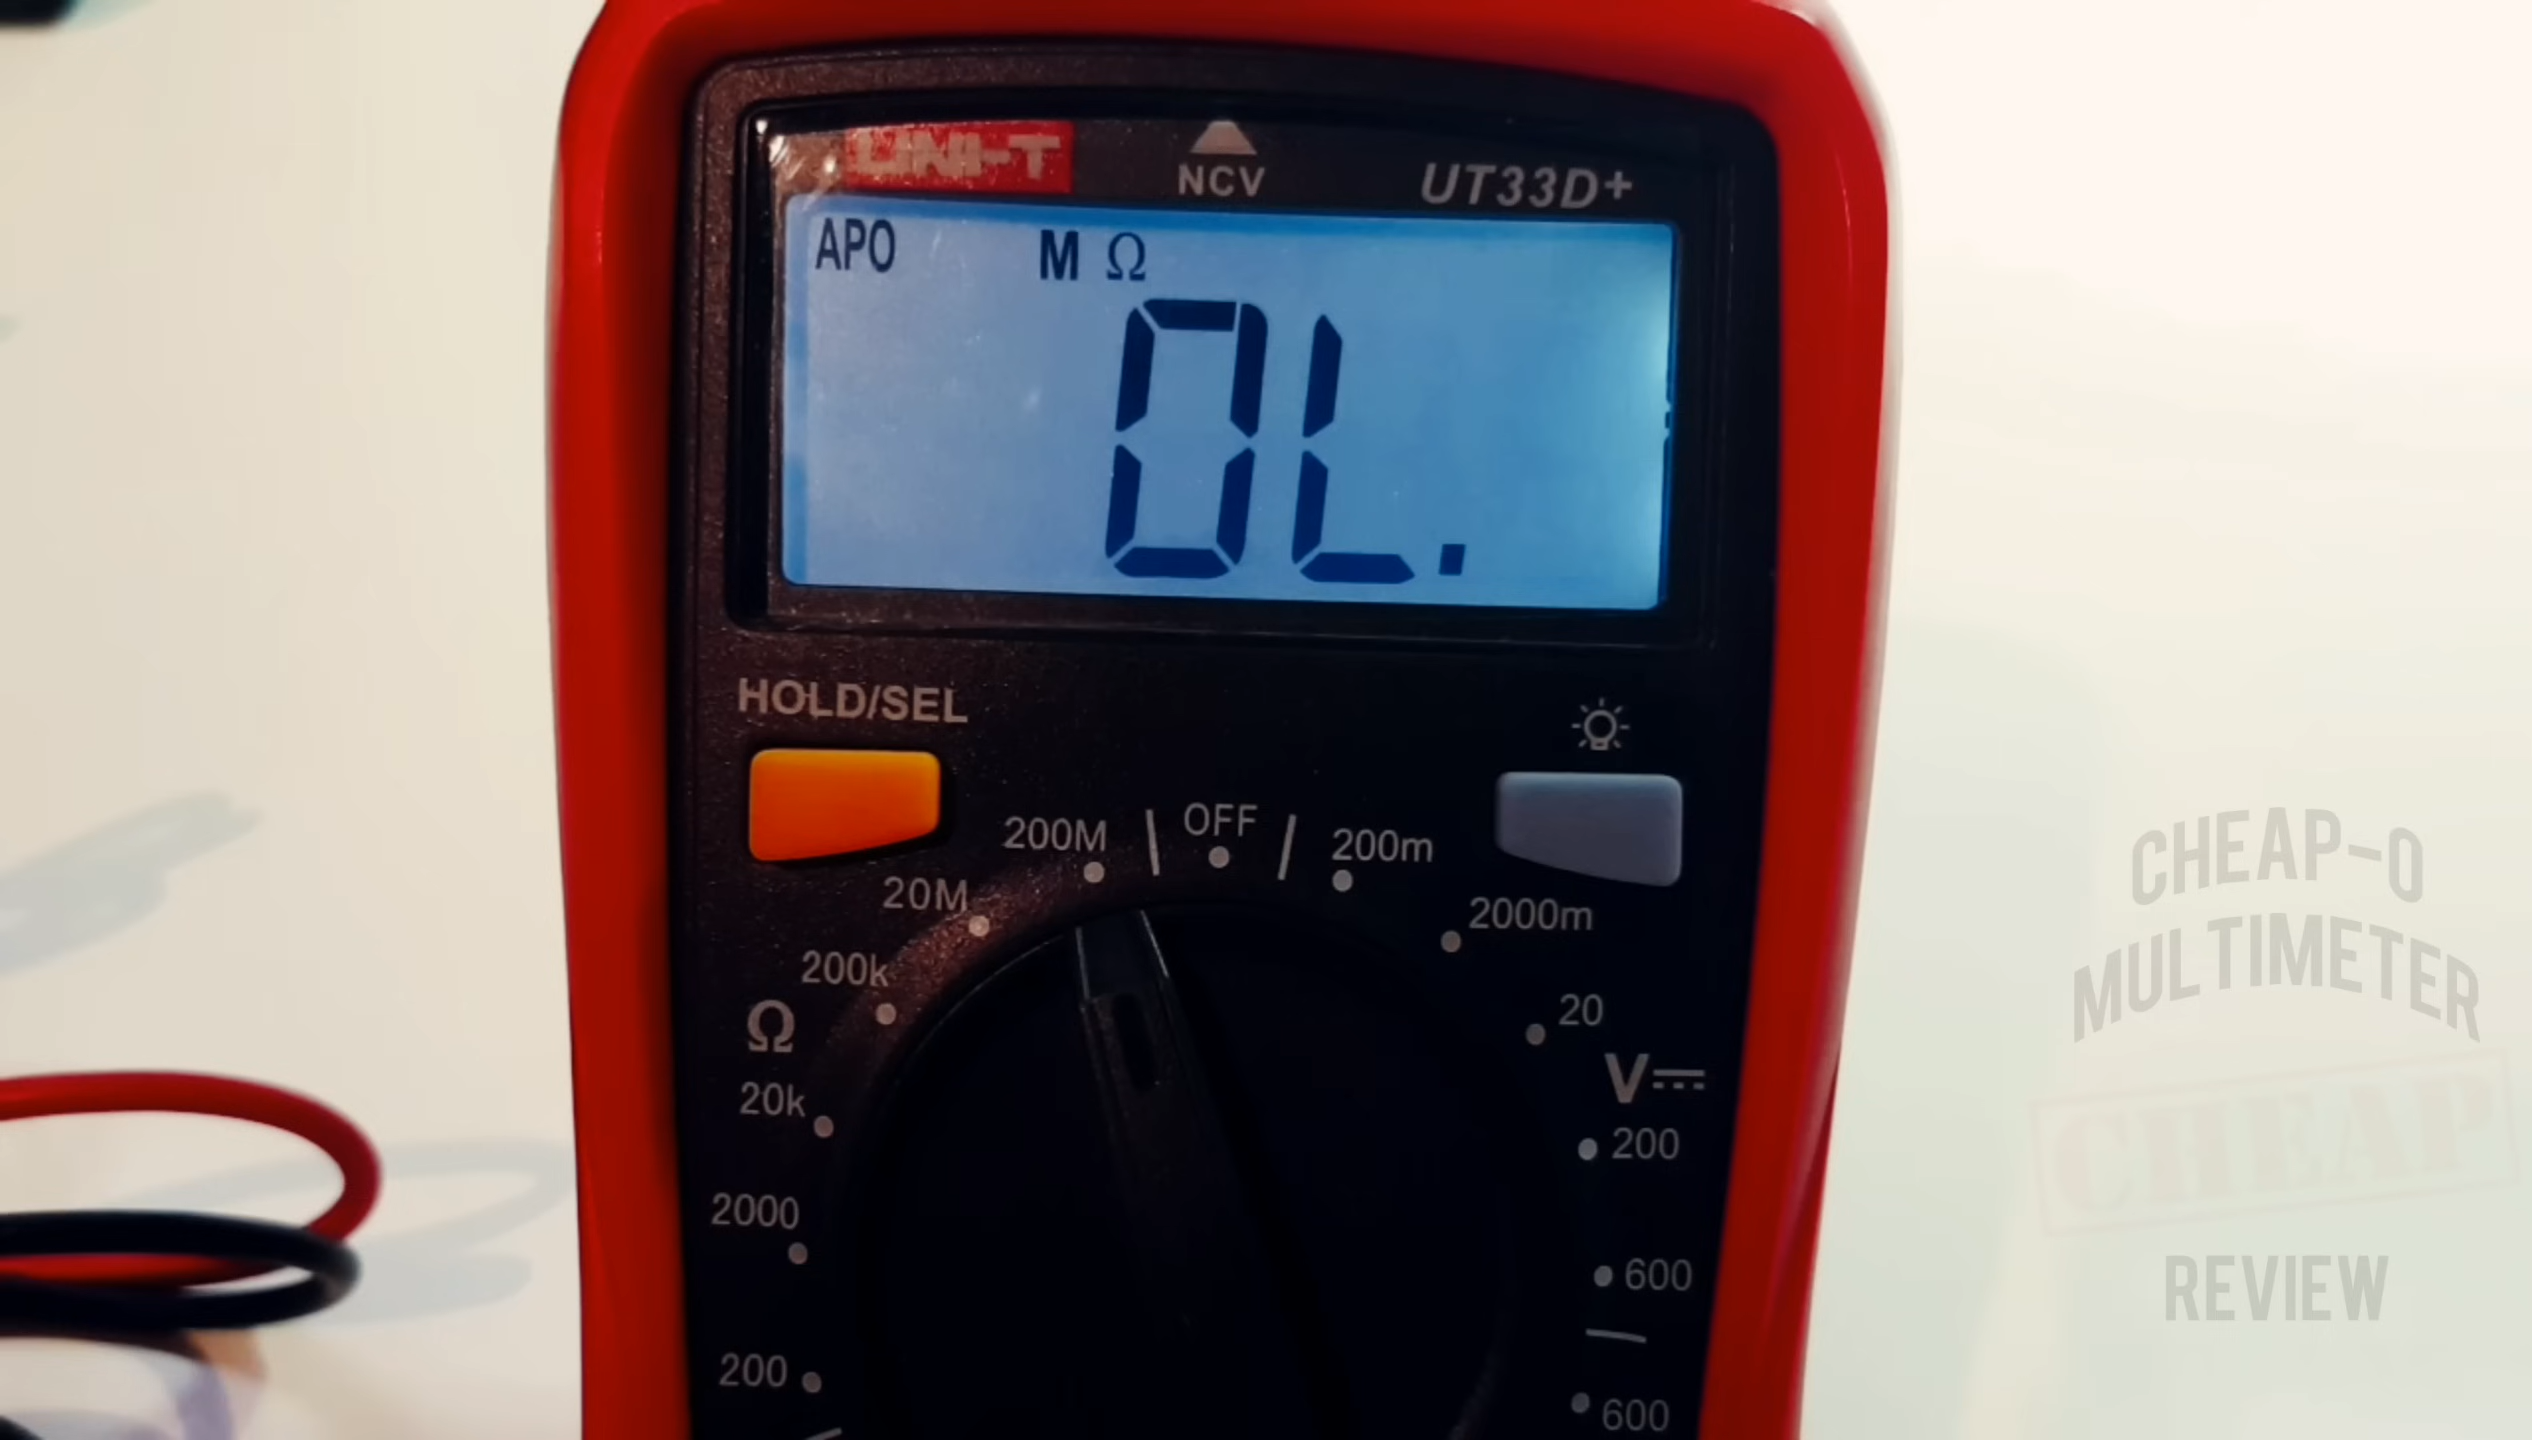 UNI-T
NCV
UT33D+
APO
M Ω
OL.
HOLD/SEL
200M
OFF
200m
20M
2000m
200k
20
Ω
V⎓
20k
200
2000
600
200
600
CHEAP-O
MULTIMETER
CHEAP
REVIEW